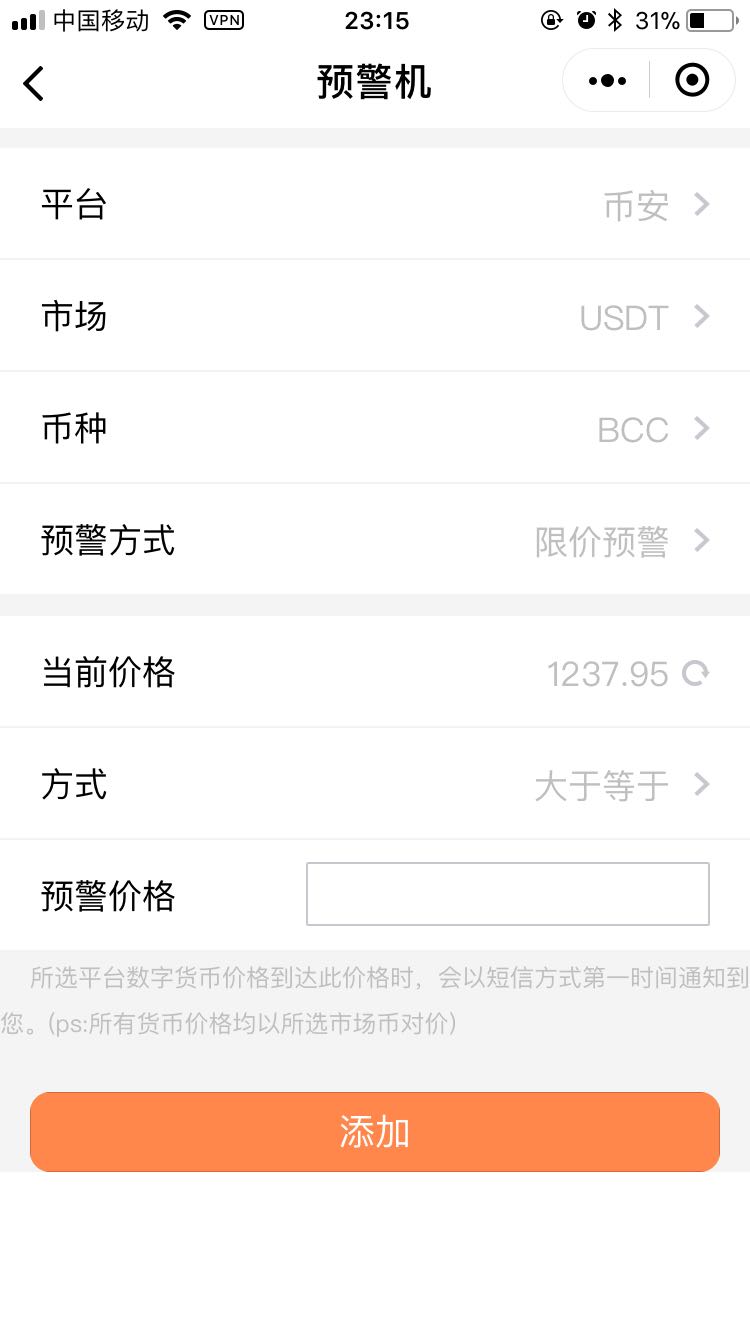 中国移动 VPN 23:15 31%
预警机
平台 币安
市场 USDT
币种 BCC
预警方式 限价预警
当前价格 1237.95
方式 大于等于
预警价格
所选平台数字货币价格到达此价格时，会以短信方式第一时间通知到
您。(ps:所有货币价格均以所选市场币对价)
添加